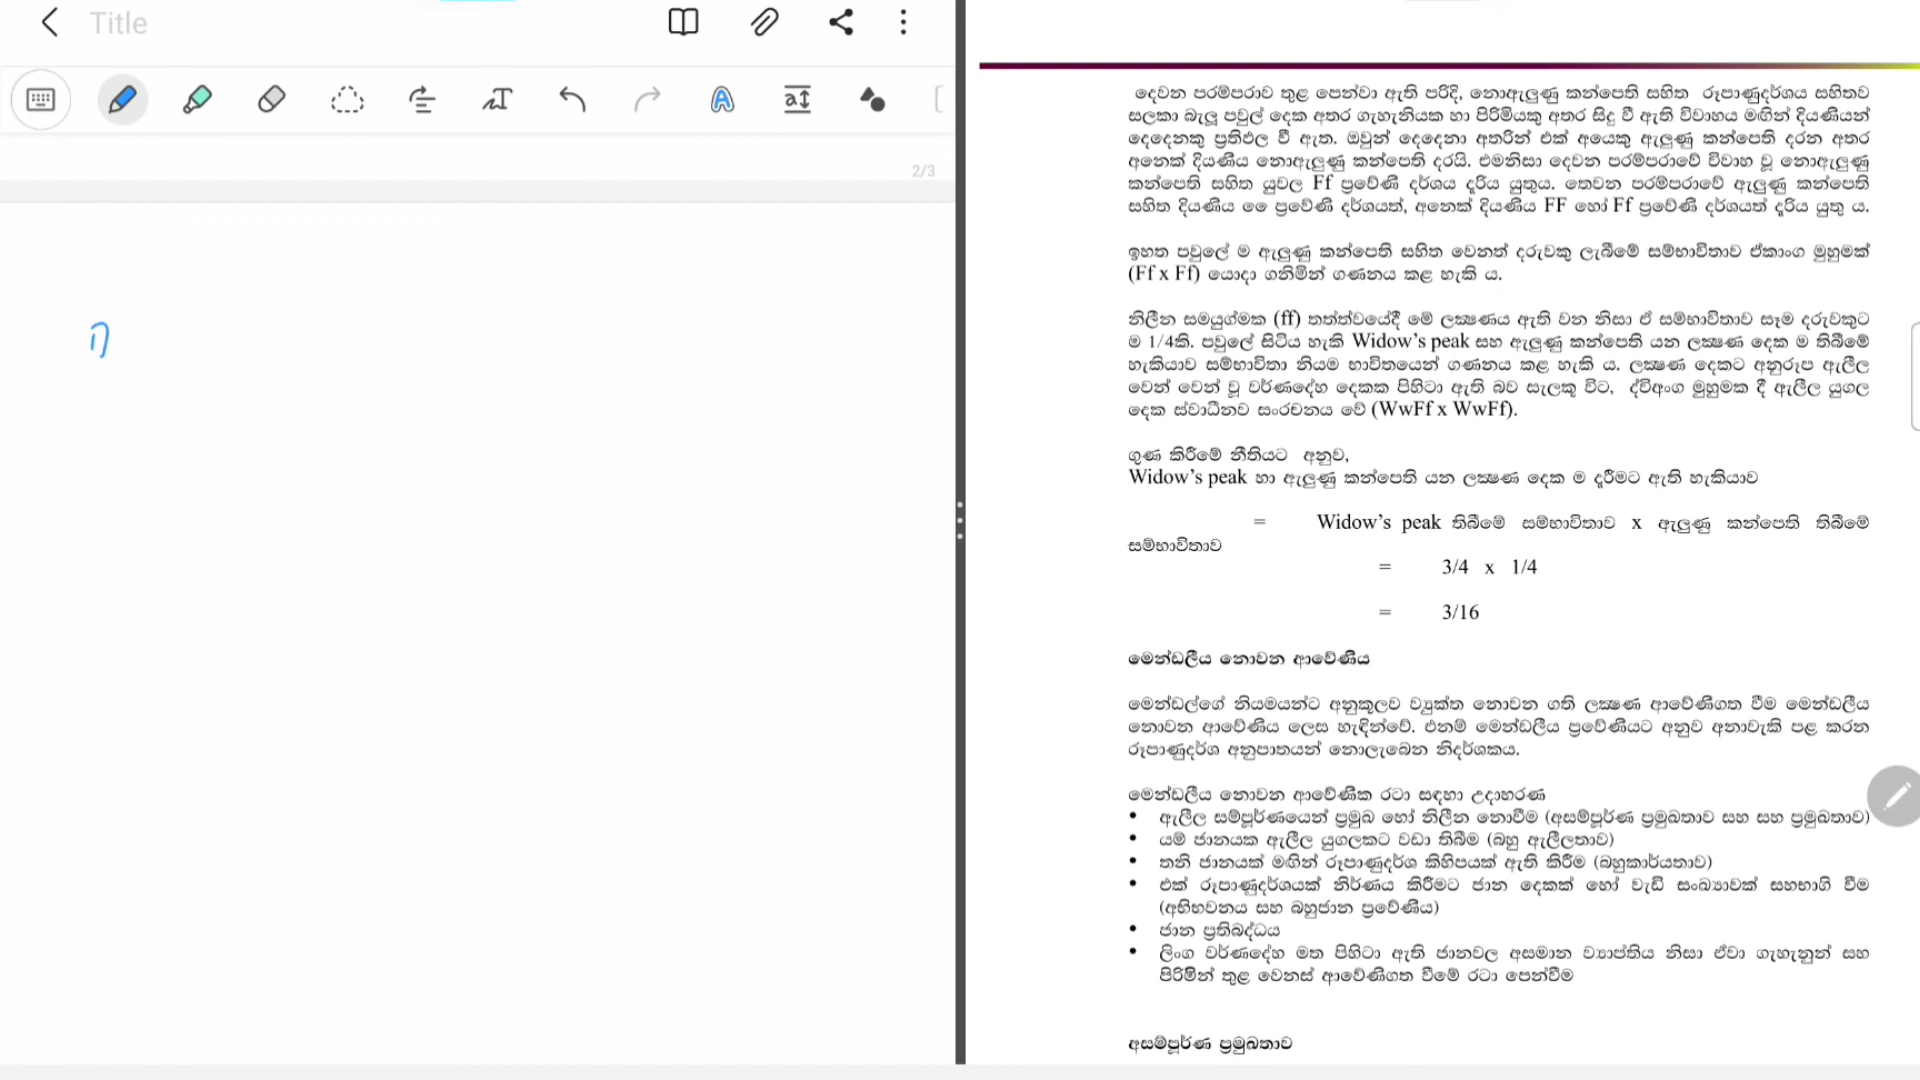 Title
2/3
දෙවන පරම්පරාව තුළ පෙන්වා ඇති පරිදි, නොඇලුණු කන්පෙති සහිත රූපාණුදර්ශය සහිතව
සලකා බැලූ පවුල් දෙක අතර ගැහැනියක හා පිරිමියකු අතර සිදු වී ඇති විවාහය මඟින් දියණියන්
දෙදෙනකු ප්‍රතිඵල වී ඇත. ඔවුන් දෙදෙනා අතරින් එක් අයෙකු ඇලුණු කන්පෙති දරන අතර
අනෙක් දියණිය නොඇලුණු කන්පෙති දරයි. එමනිසා දෙවන පරම්පරාවේ විවාහ වූ නොඇලුණු
කන්පෙති සහිත යුවල Ff ප්‍රවේණි දර්ශය දැරිය යුතුය. තෙවන පරම්පරාවේ ඇලුණු කන්පෙති
සහිත දියණිය෬ ප්‍රවේණි දර්ශයත්, අනෙක් දියණිය FF හෝ Ff ප්‍රවේණි දර්ශයත් දැරිය යුතු ය.
ඉහත පවුලේ ම ඇලුණු කන්පෙති සහිත වෙනත් දරුවකු ලැබීමේ සම්භාවිතාව ඒකාංග මුහුමක්
(Ff x Ff) යොදා ගනිමින් ගණනය කළ හැකි ය.
නිලීන සමයුග්මක (ff) තත්ත්වයේදී මේ ලක්‍ෂණය ඇති වන නිසා ඒ සම්භාවිතාව සෑම දරුවකුට
ම 1/4කි. පවුලේ සිටිය හැකි Widow's peak සහ ඇලුණු කන්පෙති යන ලක්‍ෂණ දෙක ම තිබීමේ
හැකියාව සම්භාවිතා නියම භාවිතයෙන් ගණනය කළ හැකි ය. ලක්‍ෂණ දෙකට අනුරූප ඇලීල
වෙන් වෙන් වූ වර්ණදේහ දෙකක පිහිටා ඇති බව සැලකූ විට, ද්විඅංග මුහුමක දී ඇලීල යුගල
දෙක ස්වාධීනව සංරචනය වේ (WwFf x WwFf).
ගුණ කිරීමේ නීතියට අනුව,
Widow's peak හා ඇලුණු කන්පෙති යන ලක්‍ෂණ දෙක ම දැරීමට ඇති හැකියාව
= Widow's peak තිබීමේ සම්භාවිතාව x ඇලුණු කන්පෙති තිබීමේ
සම්භාවිතාව
= 3/4 x 1/4
= 3/16
මෙන්ඩලීය නොවන ආවේණිය
මෙන්ඩල්ගේ නියමයන්ට අනුකූලව ව්‍යුක්ත නොවන ගති ලක්‍ෂණ ආවේණිගත වීම මෙන්ඩලීය
නොවන ආවේණිය ලෙස හැඳින්වේ. එනම් මෙන්ඩලීය ප්‍රවේණියට අනුව අනාවැකි පළ කරන
රූපාණුදර්ශ අනුපාතයන් නොලැබෙන නිදර්ශකය.
මෙන්ඩලීය නොවන ආවේණික රටා සඳහා උදාහරණ
• ඇලීල සම්පූර්ණයෙන් ප්‍රමුඛ හෝ නිලීන නොවීම (අසම්පූර්ණ ප්‍රමුඛතාව සහ සහ ප්‍රමුඛතාව)
• යම් ජානයක ඇලීල යුගලකට වඩා තිබීම (බහු ඇලීලතාව)
• තනි ජානයක් මඟින් රූපාණුදර්ශ කිහිපයක් ඇති කිරීම (බහුකාර්යතාව)
• එක් රූපාණුදර්ශයක් නිර්ණය කිරීමට ජාන දෙකක් හෝ වැඩි සංඛ්‍යාවක් සහභාගි වීම
(අභිභවනය සහ බහුජාන ප්‍රවේණිය)
• ජාන ප්‍රතිබද්ධය
• ලිංග වර්ණදේහ මත පිහිටා ඇති ජානවල අසමාන ව්‍යාප්තිය නිසා ඒවා ගැහැනුන් සහ
පිරිමින් තුළ වෙනස් ආවේණිගත වීමේ රටා පෙන්වීම
අසම්පූර්ණ ප්‍රමුඛතාව